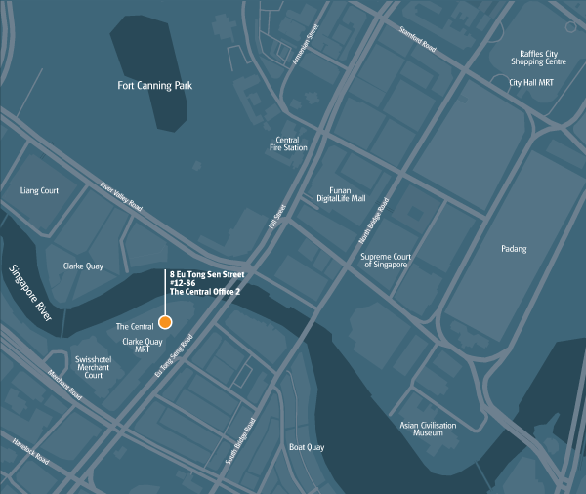 Armenian Street
Stamford Road
Raffles City
Shopping Centre
City Hall MRT
Fort Canning Park
Central
Fire Station
Liang Court
River Valley Road
Funan
DigitalLife Mall
Hill Street
North Bridge Road
Supreme Court
of Singapore
Padang
Clarke Quay
Singapore River
8 Eu Tong Sen Street
#12-36
The Central Office 2
The Central
Clarke Quay
MRT
Eu Tong Seng Road
Swisshotel
Merchant
Court
Merchant Road
Havelock Road
South Bridge Road
Boat Quay
Asian Civilisation
Museum